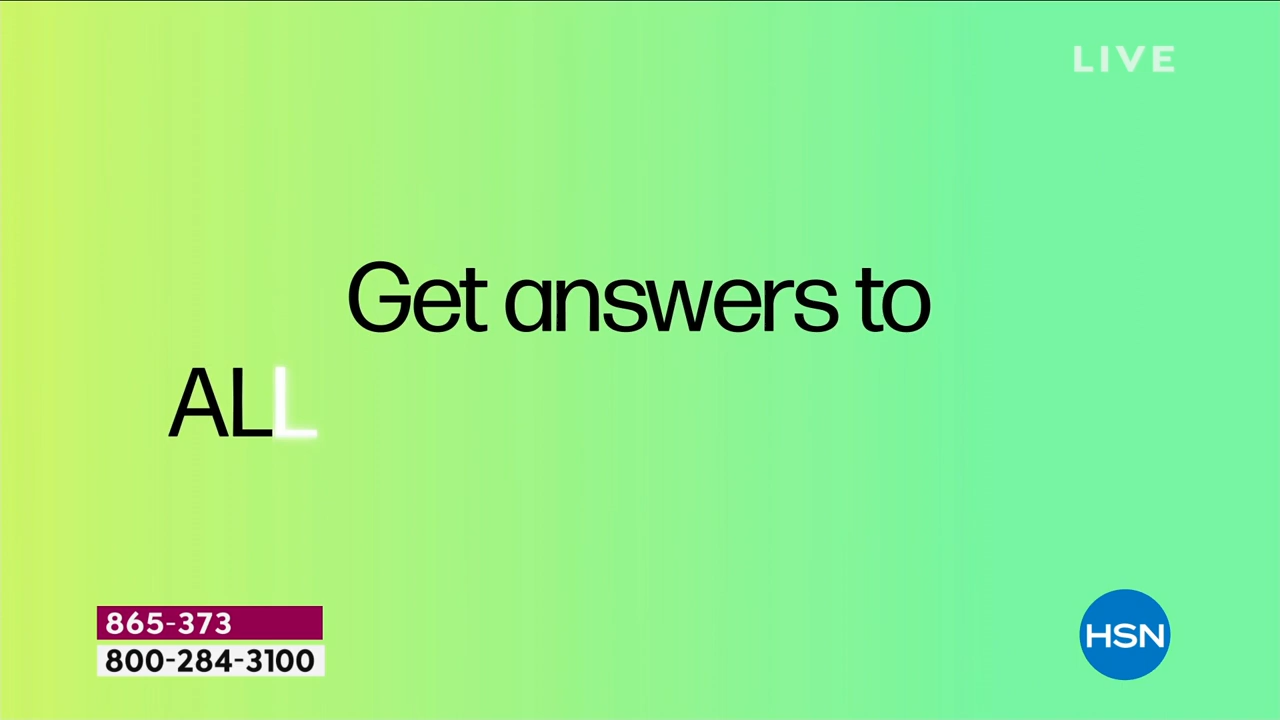 LIVE
Get answers to
ALL
865-373
800-284-3100
HSN